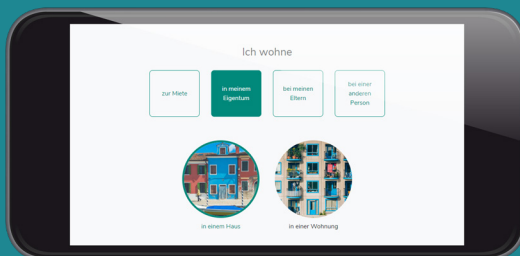 Ich wohne
zur Miete
in meinem
Eigentum
bei meinen
Eltern
bei einer
anderen
Person
in einem Haus
in einer Wohnung